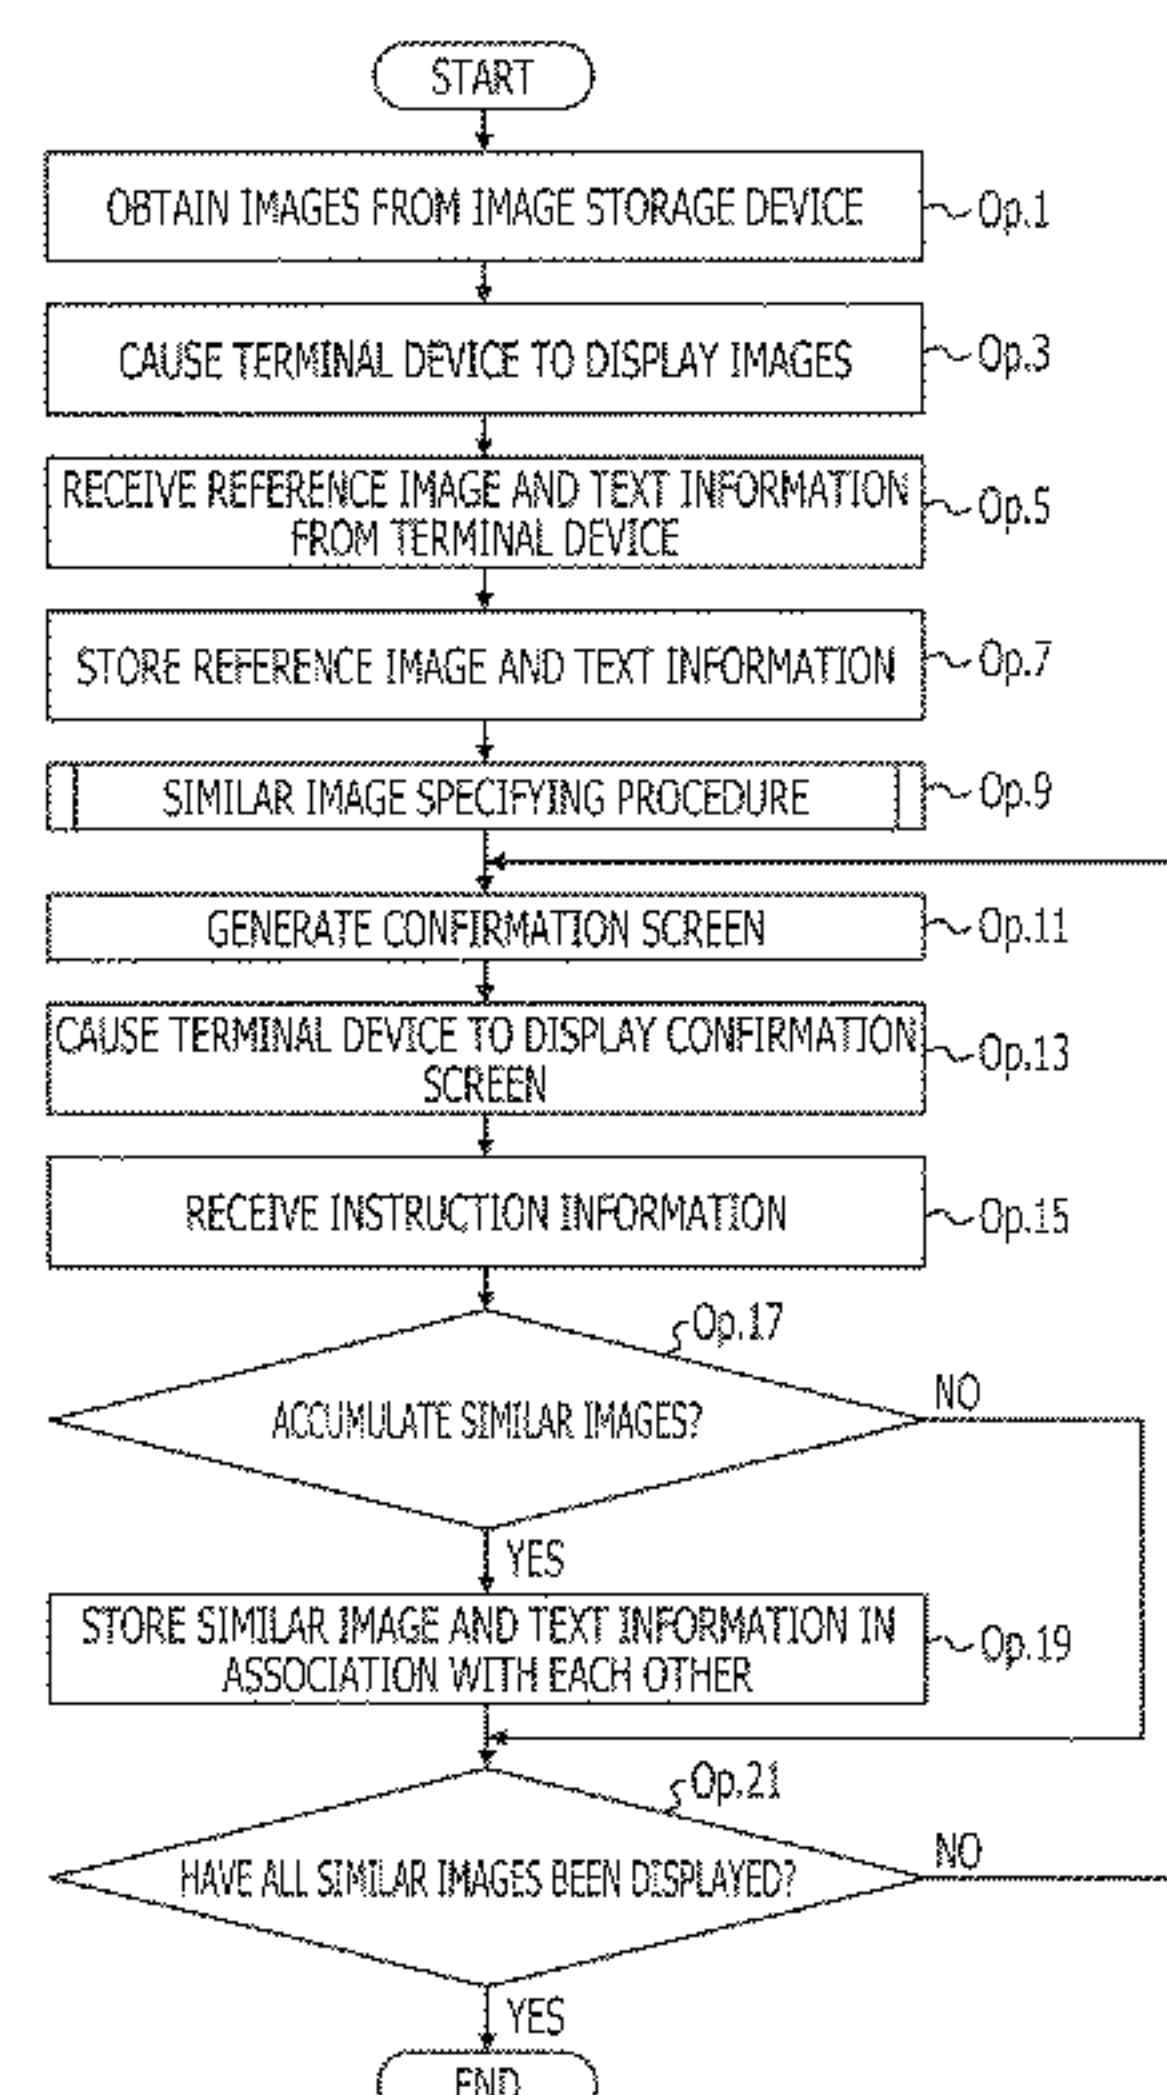 START
OBTAIN IMAGES FROM IMAGE STORAGE DEVICE
Op.1
CAUSE TERMINAL DEVICE TO DISPLAY IMAGES
Op.3
RECEIVE REFERENCE IMAGE AND TEXT INFORMATION
FROM TERMINAL DEVICE
Op.5
STORE REFERENCE IMAGE AND TEXT INFORMATION
Op.7
SIMILAR IMAGE SPECIFYING PROCEDURE
Op.9
GENERATE CONFIRMATION SCREEN
Op.11
CAUSE TERMINAL DEVICE TO DISPLAY CONFIRMATION
SCREEN
Op.13
RECEIVE INSTRUCTION INFORMATION
Op.15
Op.17
ACCUMULATE SIMILAR IMAGES?
NO
YES
STORE SIMILAR IMAGE AND TEXT INFORMATION IN
ASSOCIATION WITH EACH OTHER
Op.19
Op.21
HAVE ALL SIMILAR IMAGES BEEN DISPLAYED?
NO
YES
END